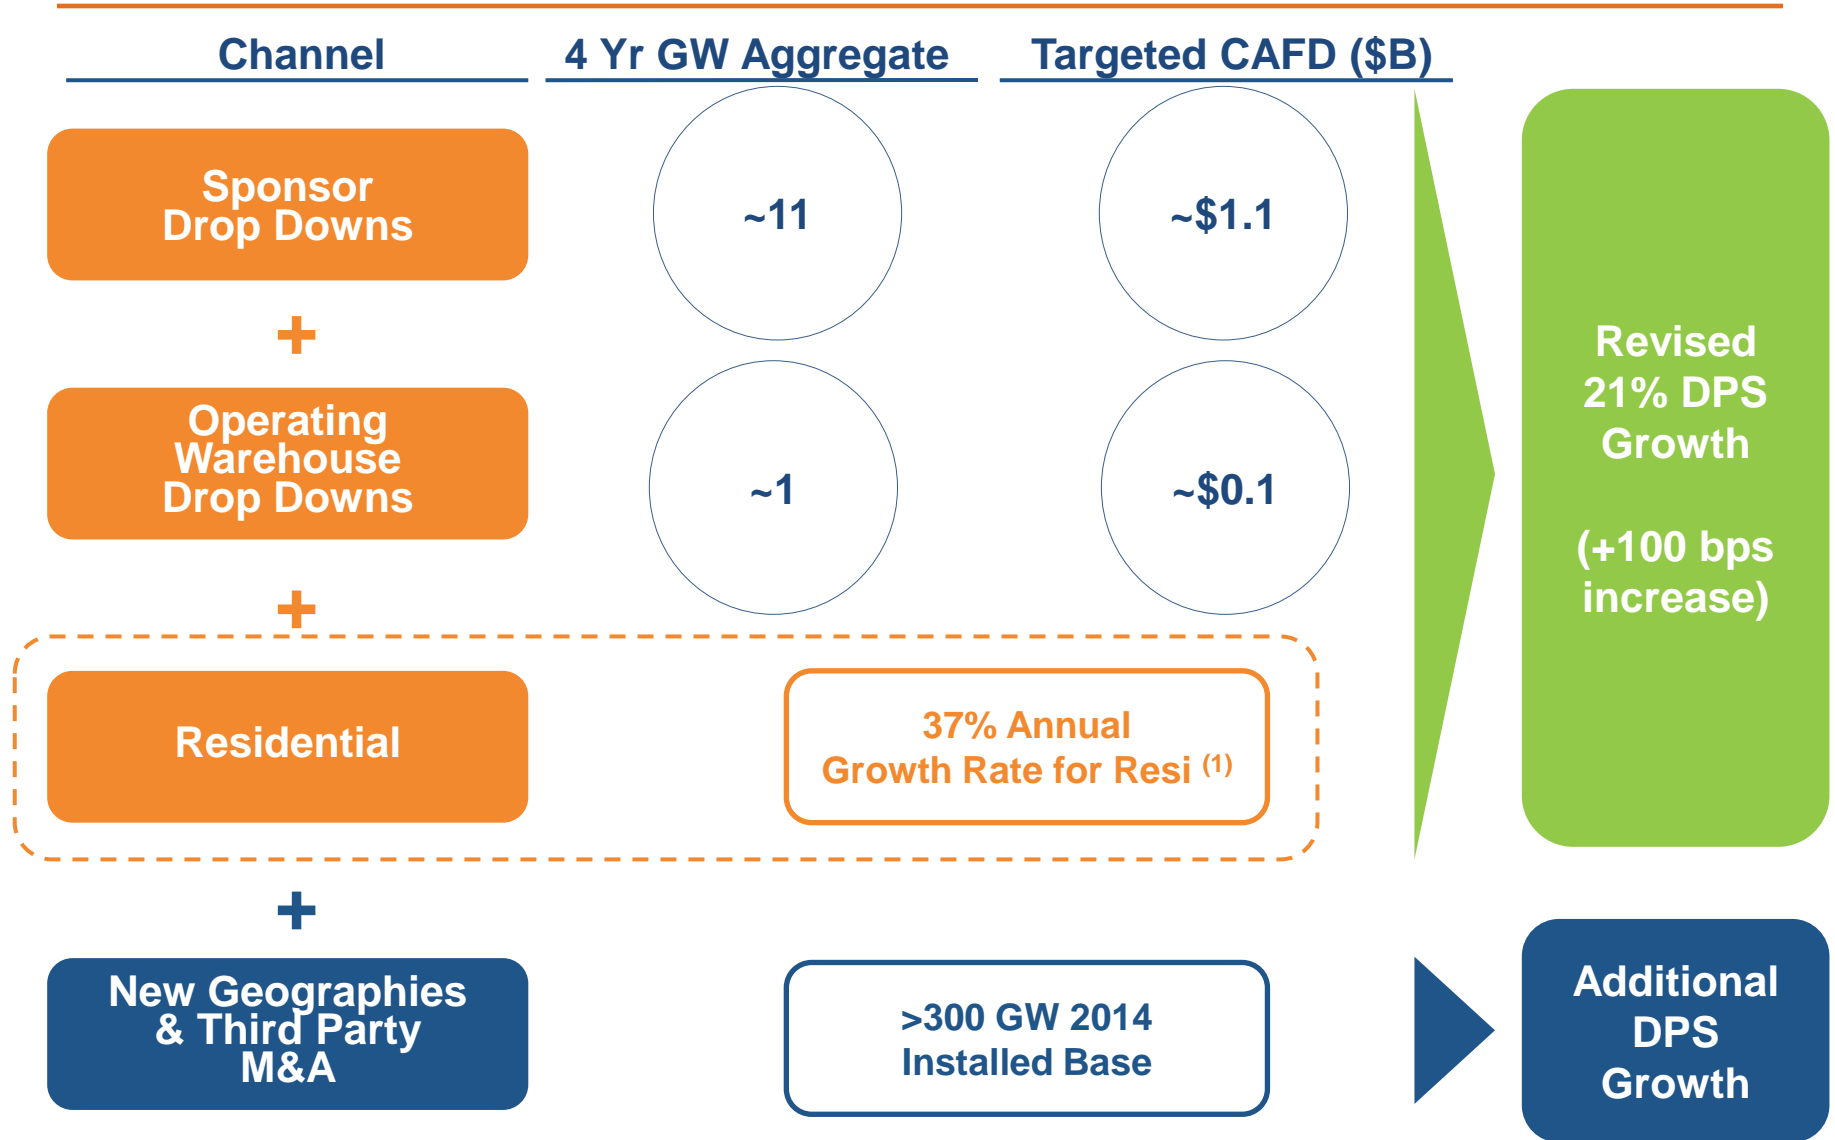 Channel
4 Yr GW Aggregate
Targeted CAFD ($B)
Sponsor
Drop Downs
~11
~$1.1
+
Operating
Warehouse
Drop Downs
~1
~$0.1
+
Residential
37% Annual
Growth Rate for Resi (1)
Revised
21% DPS
Growth
(+100 bps
increase)
+
New Geographies
& Third Party
M&A
>300 GW 2014
Installed Base
Additional
DPS
Growth